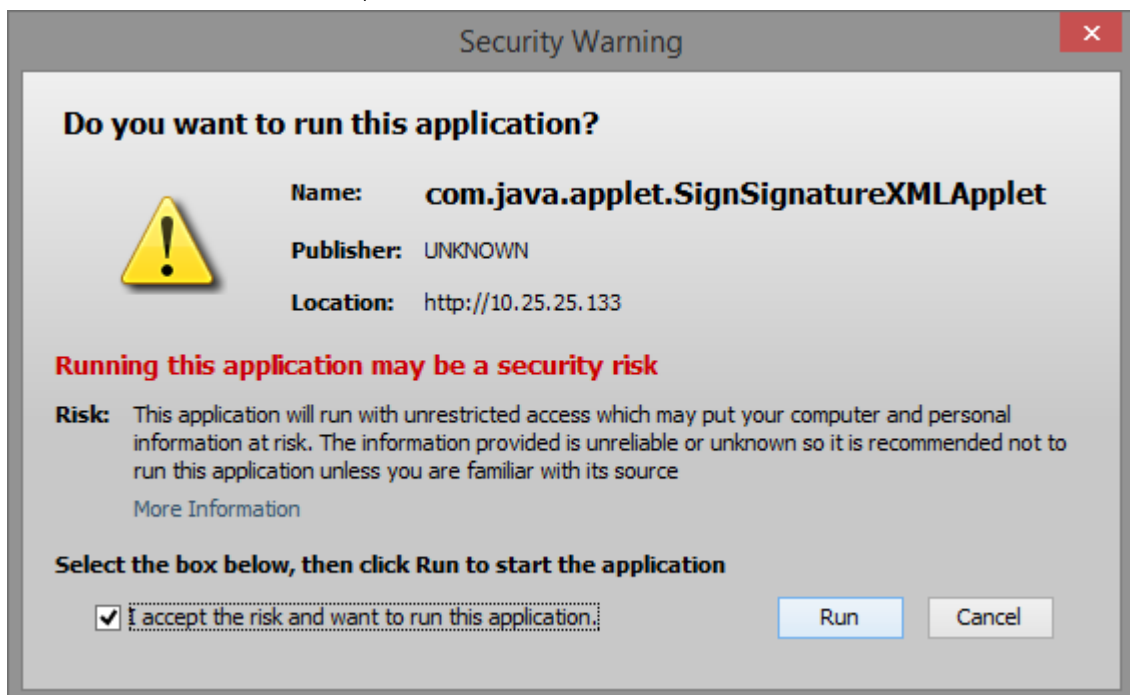 Security Warning
Do you want to run this application?
Name: com.java.applet.SignSignatureXMLApplet
Publisher: UNKNOWN
Location: http://10.25.25.133
Running this application may be a security risk
Risk: This application will run with unrestricted access which may put your computer and personal
information at risk. The information provided is unreliable or unknown so it is recommended not to
run this application unless you are familiar with its source
More Information
Select the box below, then click Run to start the application
I accept the risk and want to run this application.
Run Cancel